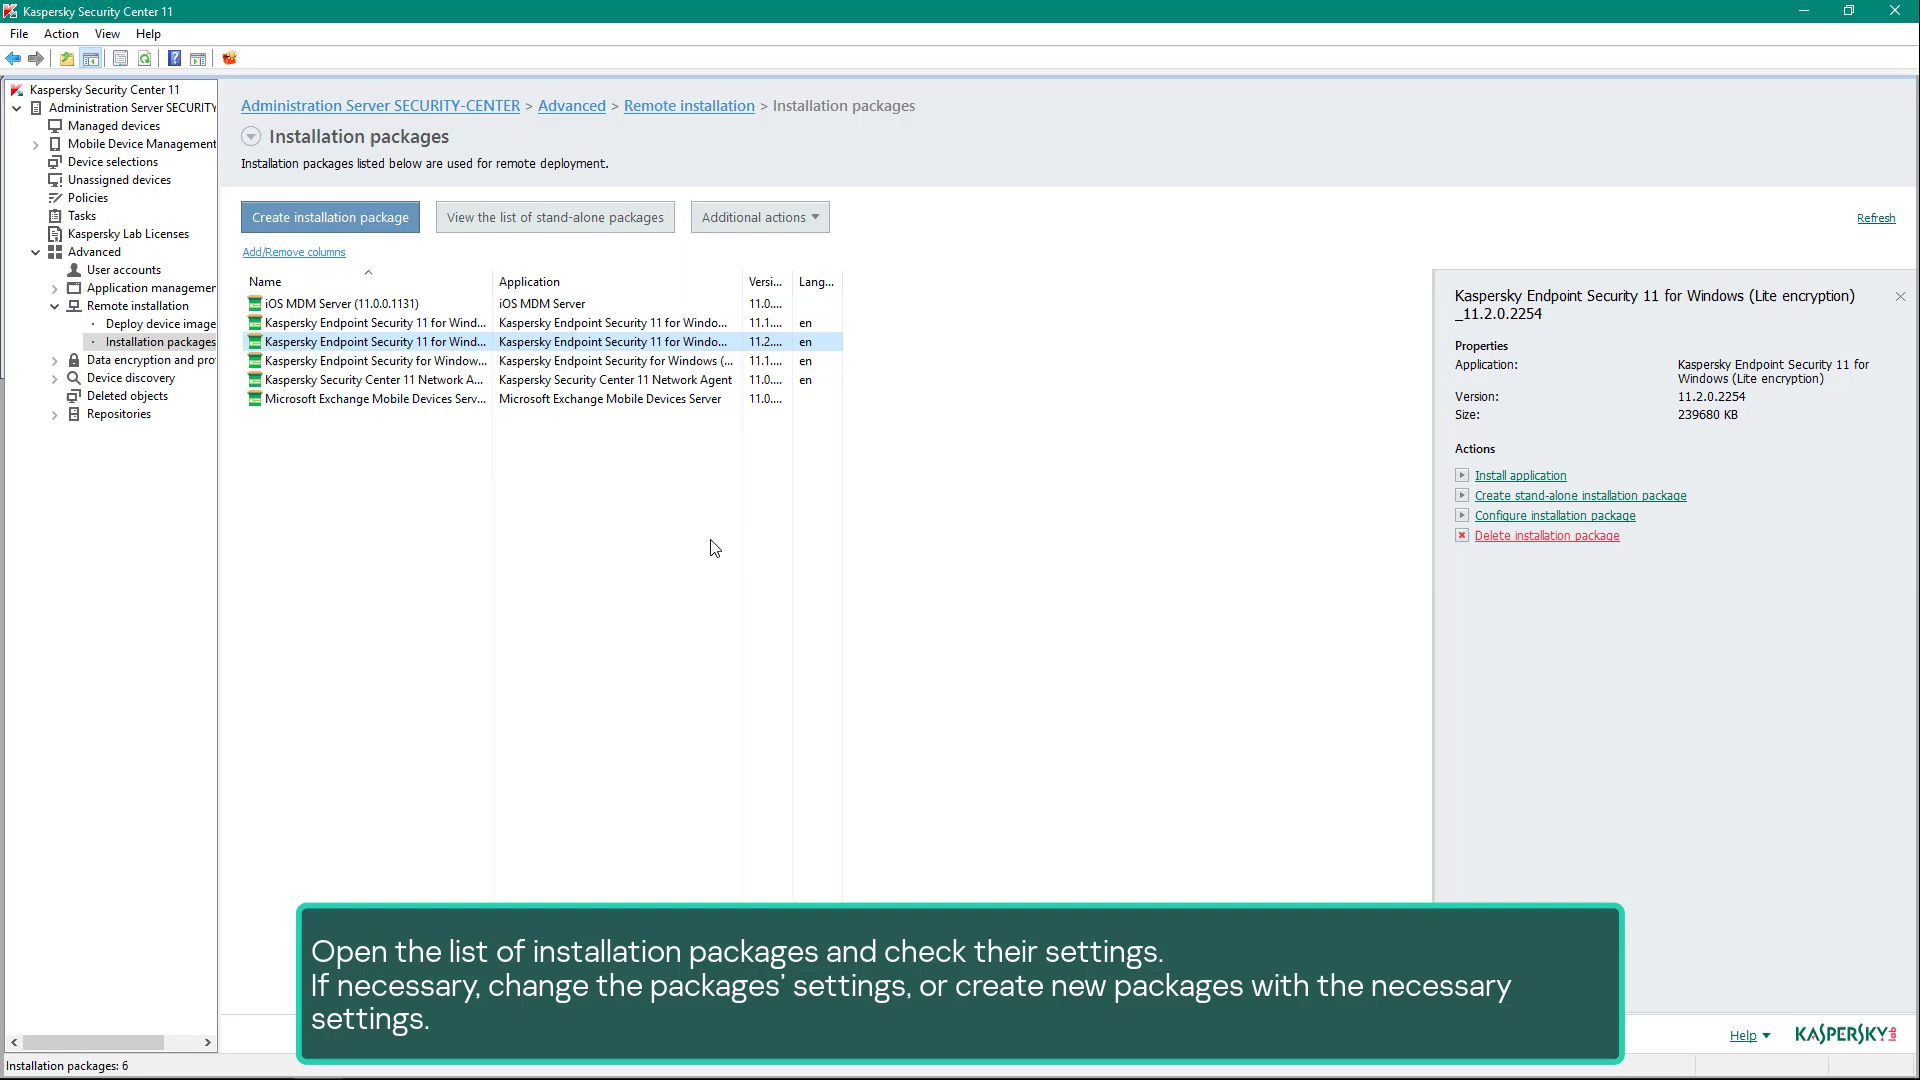 Kaspersky Security Center 11
File Action View Help
Kaspersky Security Center 11
Administration Server SECURITY
Managed devices
Mobile Device Management
Device selections
Unassigned devices
Policies
Tasks
Kaspersky Lab Licenses
Advanced
User accounts
Application managemer
Remote installation
Deploy device image
Installation packages
Data encryption and pro
Device discovery
Deleted objects
Repositories
Administration Server SECURITY-CENTER > Advanced > Remote installation > Installation packages
Installation packages
Installation packages listed below are used for remote deployment.
Create installation package View the list of stand-alone packages Additional actions Refresh
Add/Remove columns
Name Application Versi... Lang...
iOS MDM Server (11.0.0.1131) iOS MDM Server 11.0....
Kaspersky Endpoint Security 11 for Wind... Kaspersky Endpoint Security 11 for Windo... 11.1.... en
Kaspersky Endpoint Security 11 for Wind... Kaspersky Endpoint Security 11 for Windo... 11.2.... en
Kaspersky Endpoint Security for Window... Kaspersky Endpoint Security for Windows (... 11.1.... en
Kaspersky Security Center 11 Network A... Kaspersky Security Center 11 Network Agent 11.0.... en
Microsoft Exchange Mobile Devices Serv... Microsoft Exchange Mobile Devices Server 11.0....
Kaspersky Endpoint Security 11 for Windows (Lite encryption)
_11.2.0.2254
Properties
Application: Kaspersky Endpoint Security 11 for
Windows (Lite encryption)
Version: 11.2.0.2254
Size: 239680 KB
Actions
Install application
Create stand-alone installation package
Configure installation package
Delete installation package
Open the list of installation packages and check their settings.
If necessary, change the packages’ settings, or create new packages with the necessary
settings.
Help KASPERSKY lab
Installation packages: 6